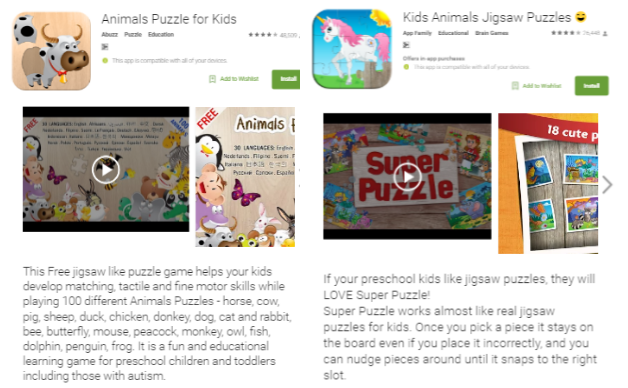 Animals Puzzle for Kids
Abuzz Puzzle Education
This app is compatible with all of your devices.
Add to Wishlist Install
FREE
30 LANGUAGES: English
FREE
Animals
30 LANGUAGES: English
This Free jigsaw like puzzle game helps your kids
develop matching, tactile and fine motor skills while
playing 100 different Animals Puzzles - horse, cow,
pig, sheep, duck, chicken, donkey, dog, cat and rabbit,
bee, butterfly, mouse, peacock, monkey, owl, fish,
dolphin, penguin, frog. It is a fun and educational
learning game for preschool children and toddlers
including those with autism.
Kids Animals Jigsaw Puzzles 😄
App Family Educational Brain Games
76,448
Offers in-app purchases
This app is compatible with all of your devices.
Add to Wishlist Install
Super
Puzzle
18 cute p
If your preschool kids like jigsaw puzzles, they will
LOVE Super Puzzle!
Super Puzzle works almost like real jigsaw
puzzles for kids. Once you pick a piece it stays on
the board even if you place it incorrectly, and you
can nudge pieces around until it snaps to the right
slot.